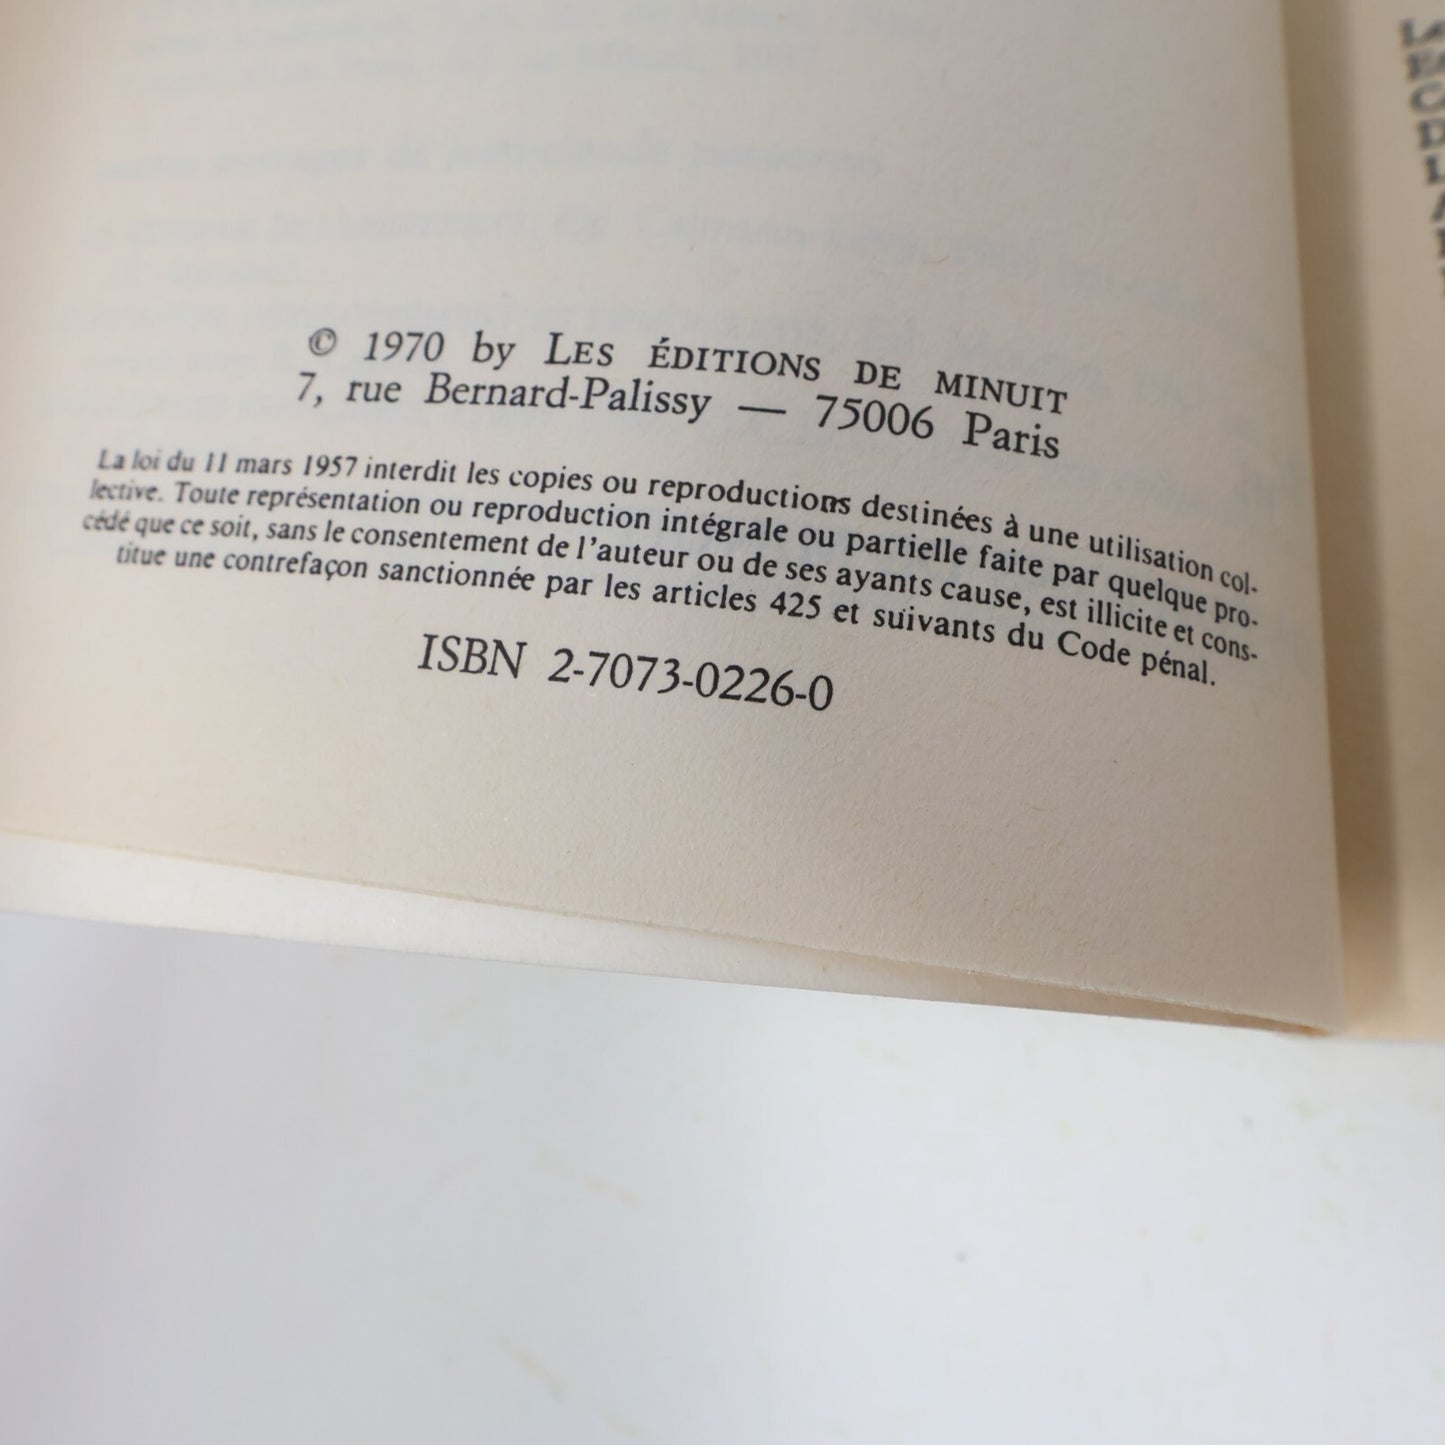 © 1970 by LES ÉDITIONS DE MINUIT
7, rue Bernard-Palissy — 75006 Paris
La loi du 11 mars 1957 interdit les copies ou reproductions destinées à une utilisation col-
lective. Toute représentation ou reproduction intégrale ou partielle faite par quelque pro-
cédé que ce soit, sans le consentement de l'auteur ou de ses ayants cause, est illicite et cons-
titue une contrefaçon sanctionnée par les articles 425 et suivants du Code pénal.
ISBN 2-7073-0226-0